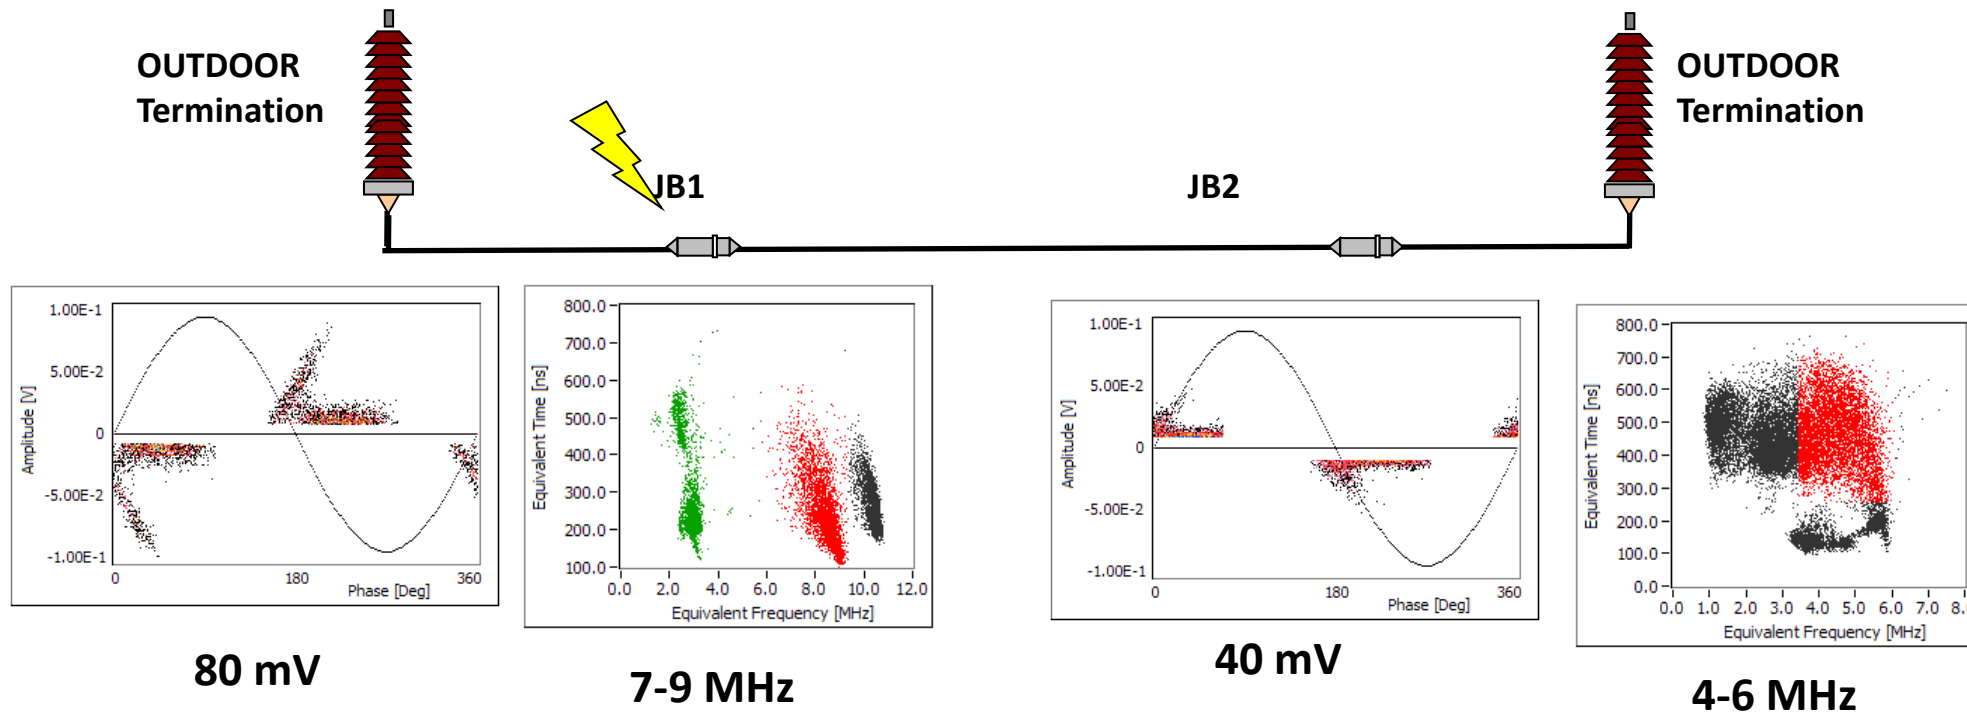 OUTDOOR
Termination
OUTDOOR
Termination
JB1
JB2
1.00E-1
5.00E-2
0
-5.00E-2
-1.00E-1
Amplitude [V]
0
180
360
Phase [Deg]
800.0
700.0
600.0
500.0
400.0
300.0
200.0
100.0
Equivalent Time [ns]
0.0
2.0
4.0
6.0
8.0
10.0
12.0
Equivalent Frequency [MHz]
1.00E-1
5.00E-2
0
-5.00E-2
-1.00E-1
Amplitude [V]
0
180
360
Phase [Deg]
800.0
700.0
600.0
500.0
400.0
300.0
200.0
100.0
0.0
Equivalent Time [ns]
0.0
1.0
2.0
3.0
4.0
5.0
6.0
7.0
8.
Equivalent Frequency [MHz]
80 mV
7-9 MHz
40 mV
4-6 MHz